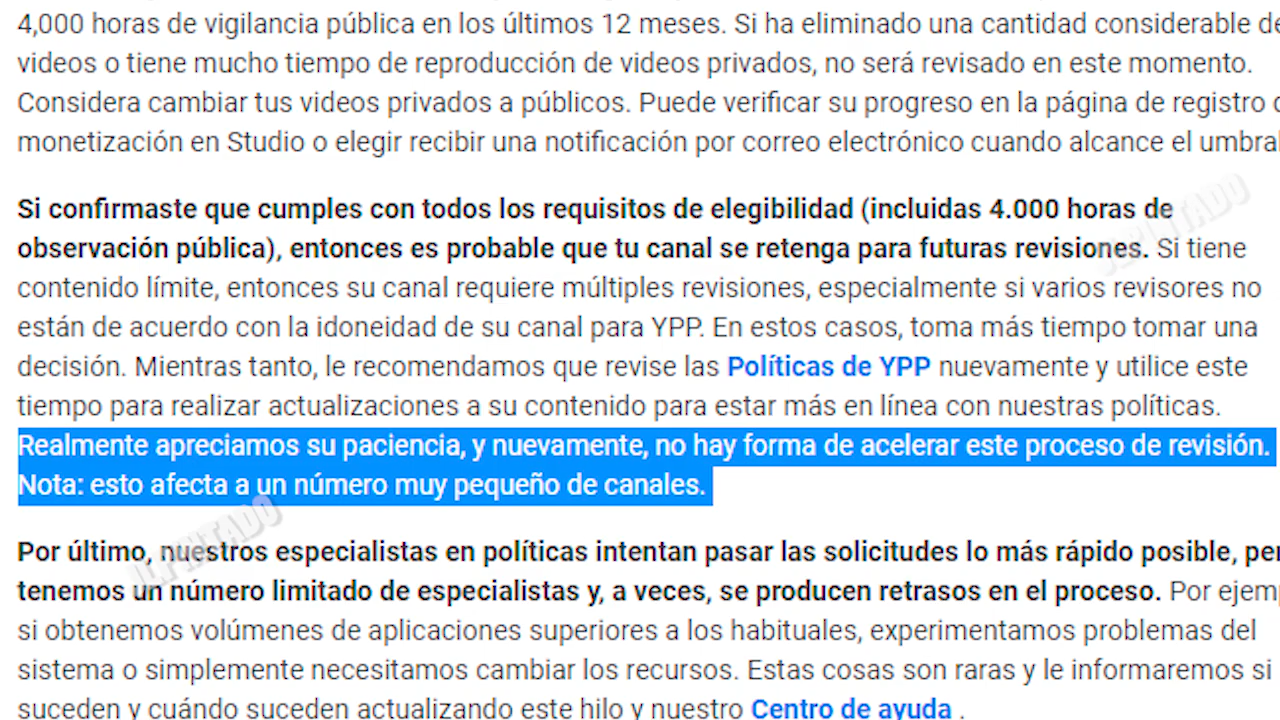 4,000 horas de vigilancia pública en los últimos 12 meses. Si ha eliminado una cantidad considerable de
videos o tiene mucho tiempo de reproducción de videos privados, no será revisado en este momento.
Considera cambiar tus videos privados a públicos. Puede verificar su progreso en la página de registro
monetización en Studio o elegir recibir una notificación por correo electrónico cuando alcance el
Si confirmaste que cumples con todos los requisitos de elegibilidad (incluidas 4.000 horas de
observación pública), entonces es probable que tu canal se retenga para futuras revisiones. Si tiene
contenido límite, entonces su canal requiere múltiples revisiones, especialmente si varios revisores no
están de acuerdo con la idoneidad de su canal para YPP. En estos casos, toma más tiempo tomar una
decisión. Mientras tanto, le recomendamos que revise las Políticas de YPP nuevamente y utilice este
tiempo para realizar actualizaciones a su contenido para estar más en línea con nuestras políticas.
Realmente apreciamos su paciencia, y nuevamente, no hay forma de acelerar este proceso de revisión.
Nota: esto afecta a un número muy pequeño de canales.
Por último, nuestros especialistas en políticas intentan pasar las solicitudes lo más rápido posible,
tenemos un número limitado de especialistas y, a veces, se producen retrasos en el proceso. Por
si obtenemos volúmenes de aplicaciones superiores a los habituales, experimentamos problemas del
sistema o simplemente necesitamos cambiar los recursos. Estas cosas son raras y le informaremos si
suceden y cuándo suceden actualizando este hilo y nuestro Centro de ayuda .